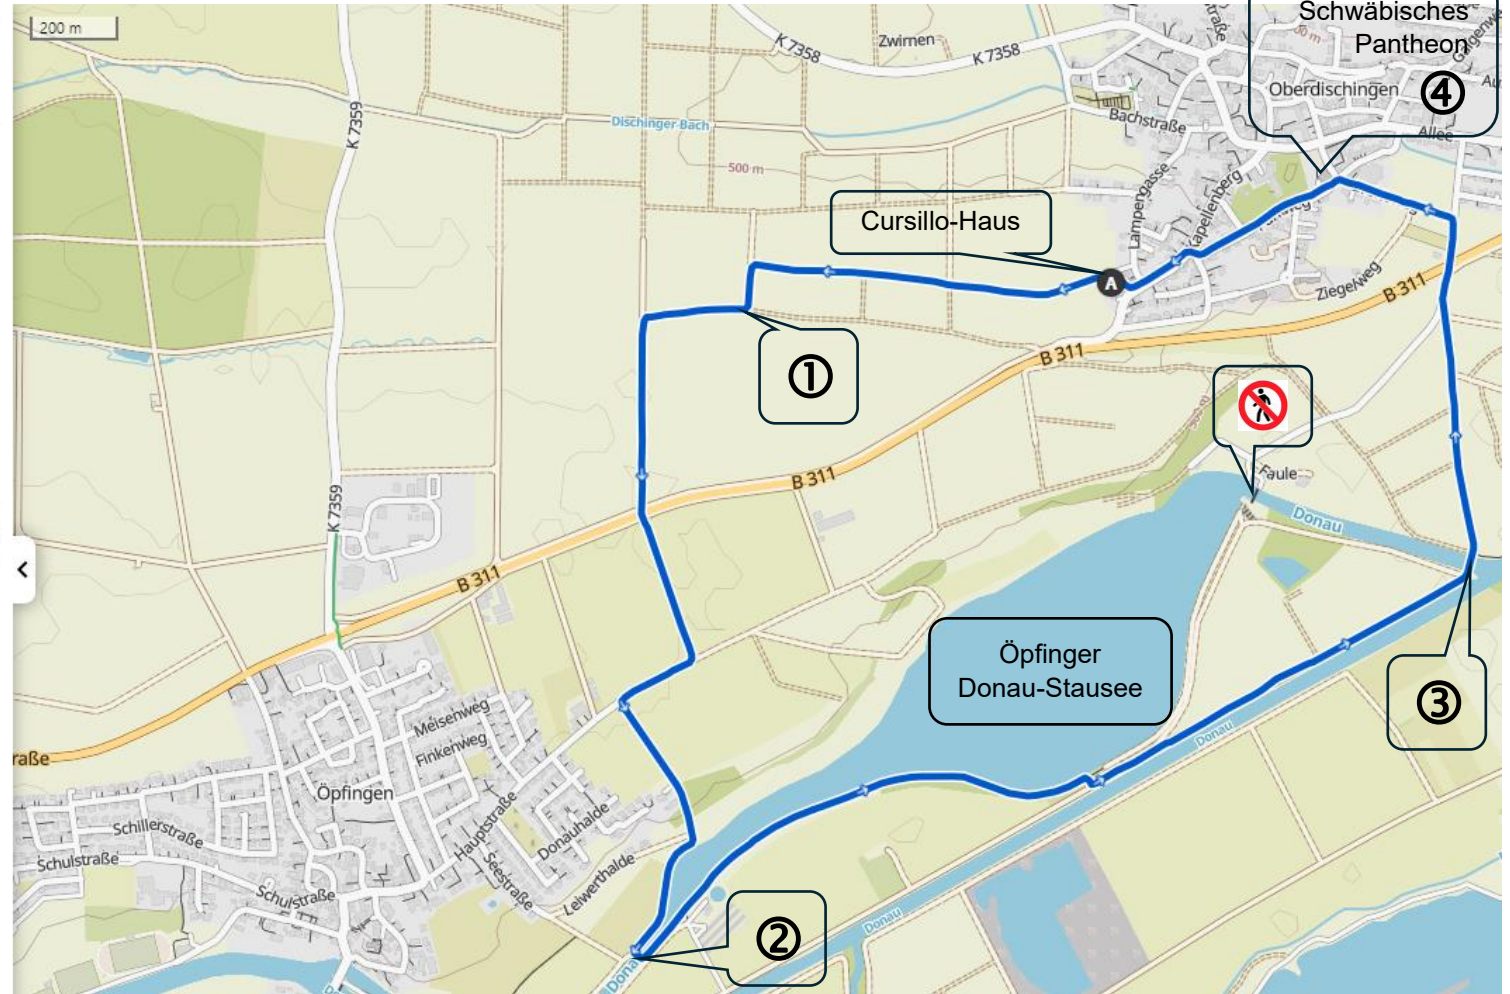 200 m
Schwäbisches
Pantheon
④
K 7358
Zwirnen
K 7358
Oberdischingen
Allee
K 7359
Dischinger Bach
Bachstraße
500 m
Lampengasse
Kapellenberg
Cursillo-Haus
A
Ziegelweg
B 311
B 311
①
B 311
Faule
K 7359
Donau
B 311
Öpfinger
Donau-Stausee
③
Meisenweg
Finkenweg
raße
Donau
Öpfingen
Schillerstraße
Hauptstraße
Donauhalde
Schulstraße
Seestraße
Leiwerthalde
Schulstraße
Donau
②
Donau